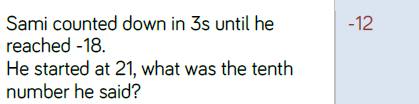 Sami counted down in 3s until he
reached -18.
He started at 21, what was the tenth
number he said?
-12